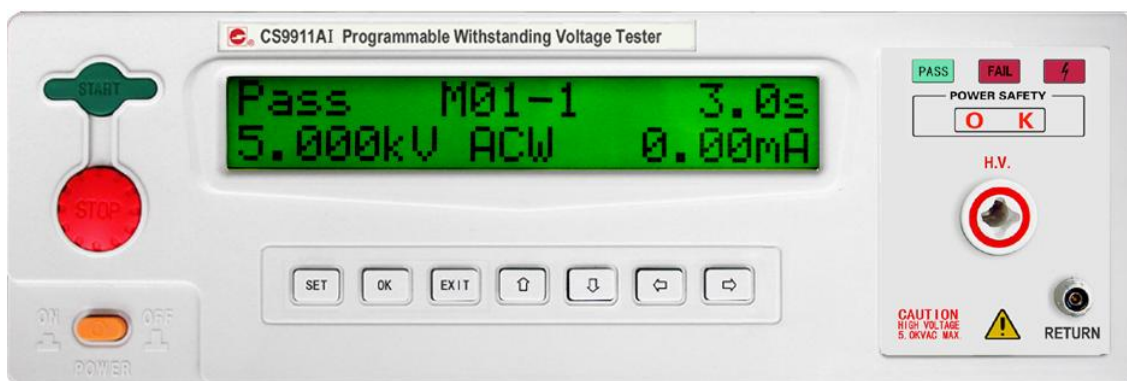 CS9911AI Programmable Withstanding Voltage Tester
START
Pass M01-1 3.0s
5.000kV ACW 0.00mA
STOP
SET OK EXIT
ON OFF
POWER
PASS FAIL
POWER SAFETY
O K
H.V.
CAUTION
HIGH VOLTAGE
5.0KVAC MAX.
RETURN